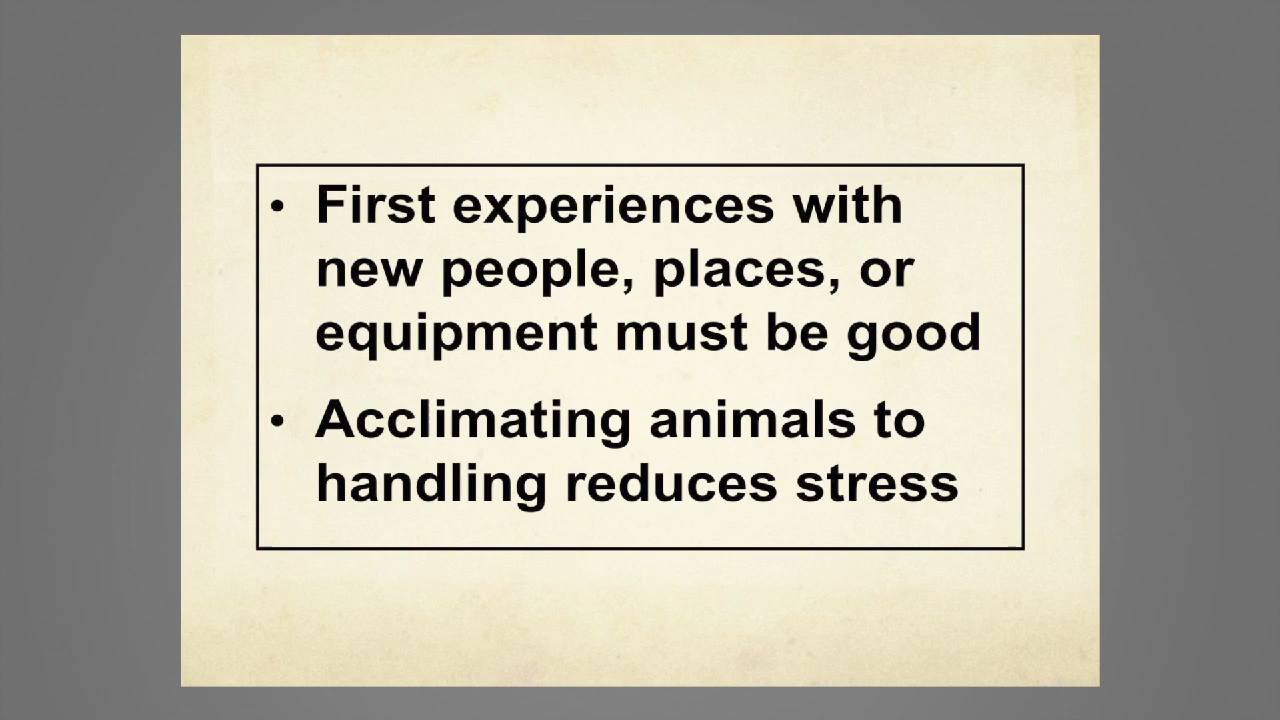 • First experiences with
new people, places, or
equipment must be good
• Acclimating animals to
handling reduces stress